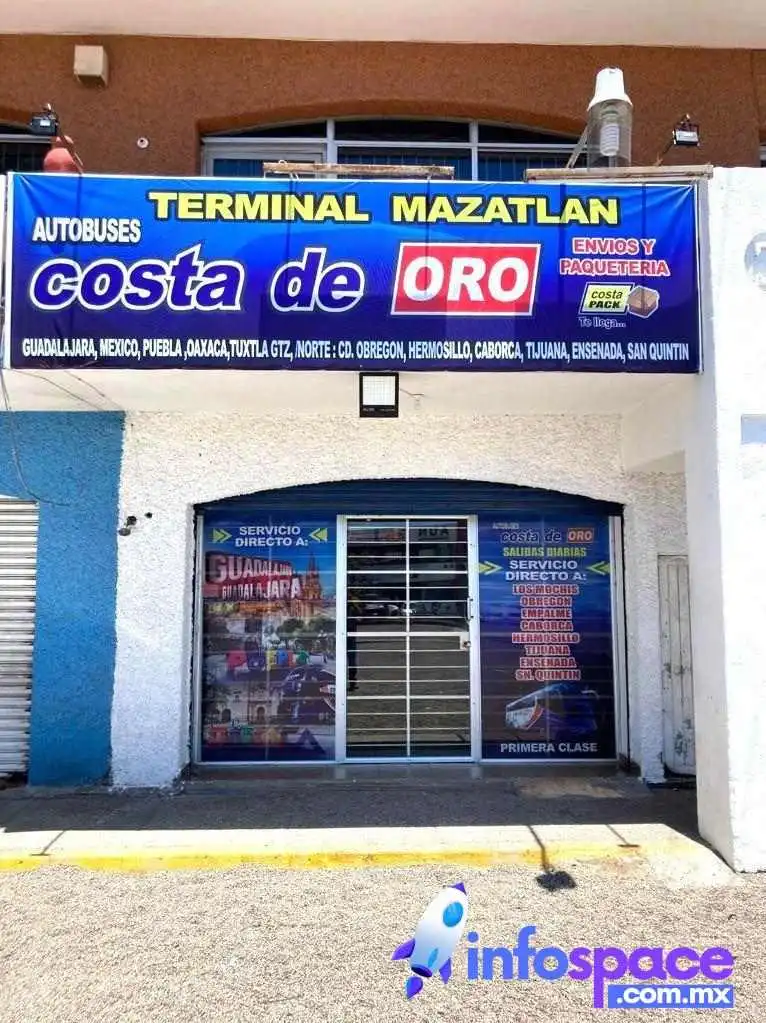 TERMINAL MAZATLAN
AUTOBUSES
costa de ORO
ENVIOS Y
PAQUETERIA
costa
PACK
Te llega...
GUADALAJARA, MEXICO, PUEBLA ,OAXACA,TUXTLA GTZ, /NORTE : CD. OBREGON, HERMOSILLO, CABORCA, TIJUANA, ENSENADA, SAN QUINTIN
SERVICIO
DIRECTO A:
GUADALAJARA
PUEBLA
AUTOBUSES
costa de ORO
SALIDAS DIARIAS
SERVICIO
DIRECTO A:
LOS MOCHIS
OBREGON
EMPALME
CABORCA
HERMOSILLO
TIJUANA
ENSENADA
SN. QUINTIN
PRIMERA CLASE
infospace
.com.mx